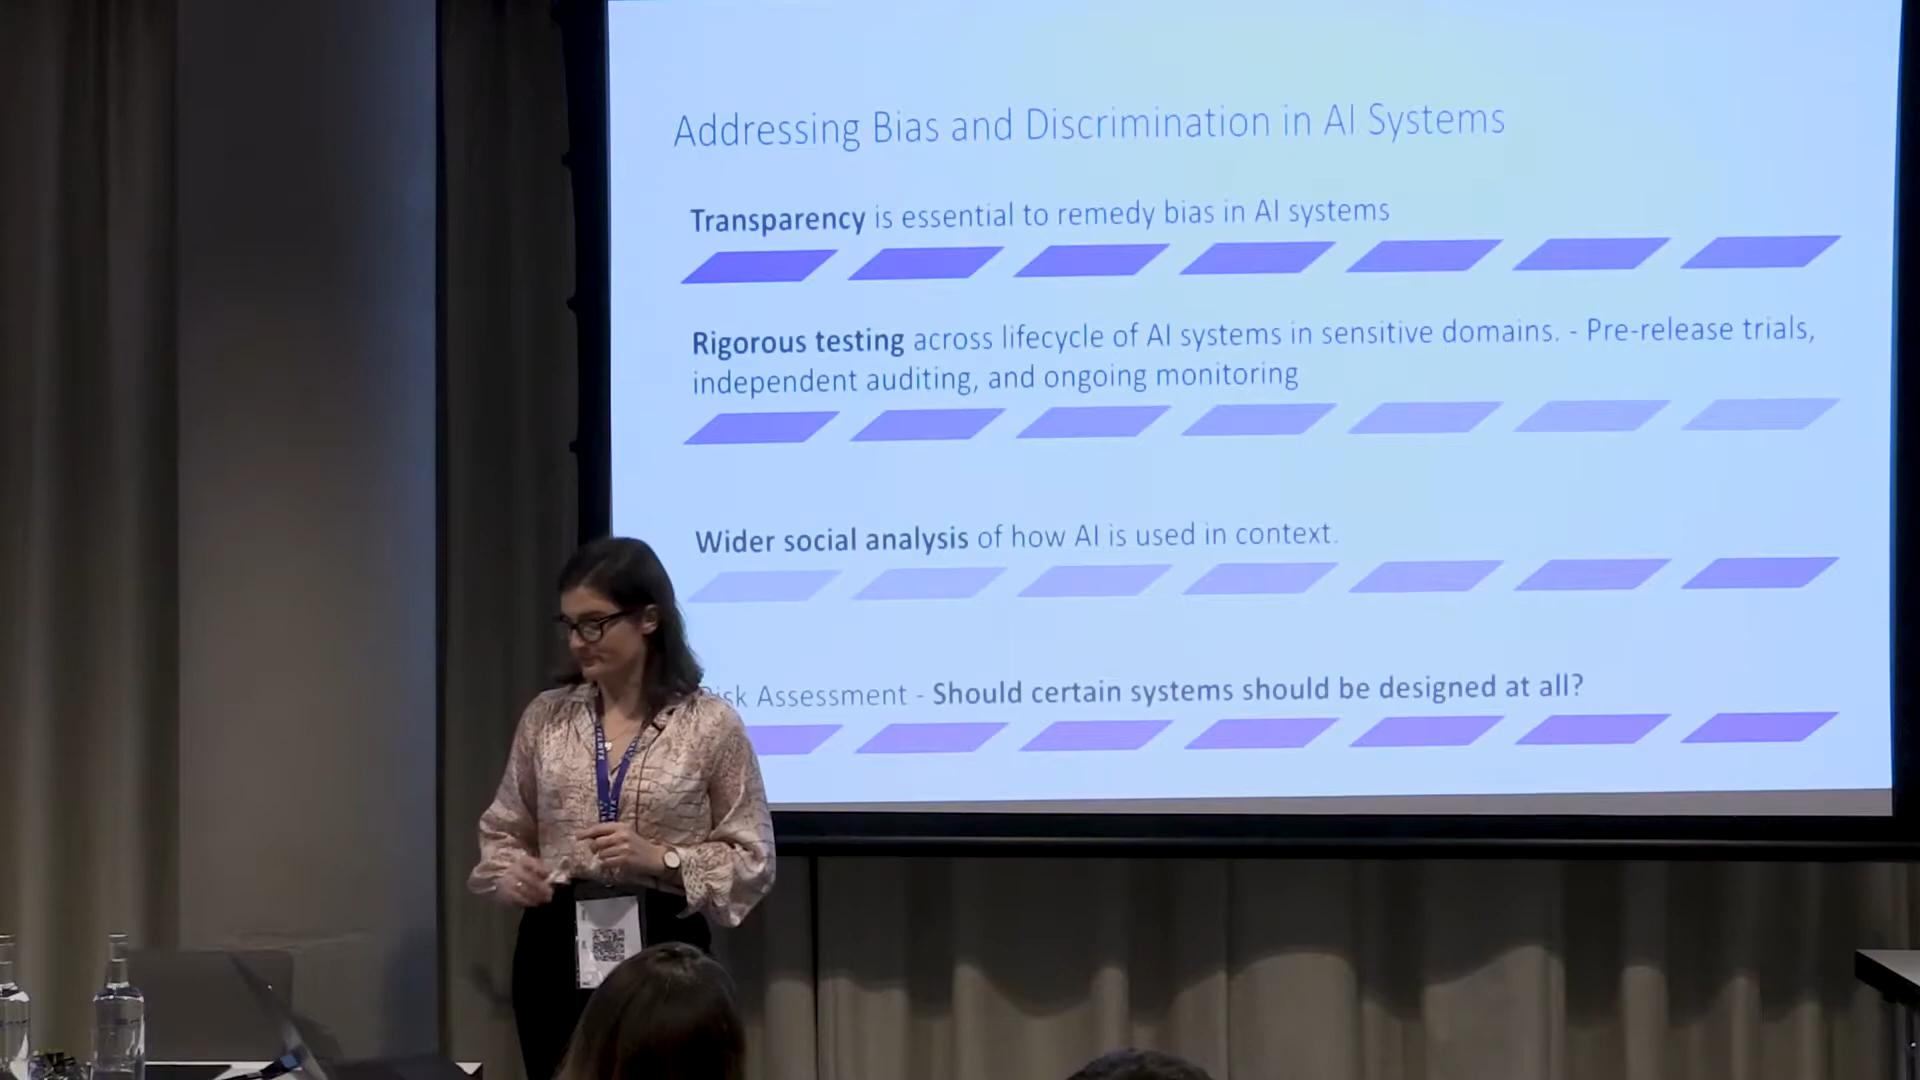 Addressing Bias and Discrimination in AI Systems
Transparency is essential to remedy bias in AI systems
Rigorous testing across lifecycle of AI systems in sensitive domains. - Pre-release trials,
independent auditing, and ongoing monitoring
Wider social analysis of how AI is used in context.
Assessment - Should certain systems should be designed at all?